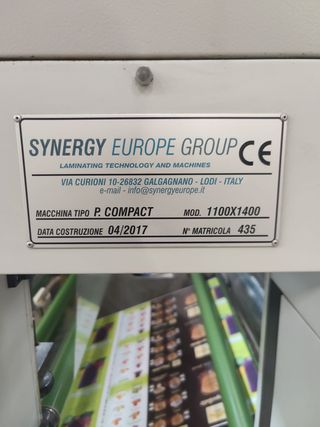 SYNERGY EUROPE GROUP CE
LAMINATING TECHNOLOGY AND MACHINES
VIA CURIONI 10-26832 GALGAGNANO - LODI - ITALY
e-mail - info@synergyeurope.it
MACCHINA TIPO P. COMPACT MOD. 1100X1400
DATA COSTRUZIONE 04/2017 N° MATRICOLA 435